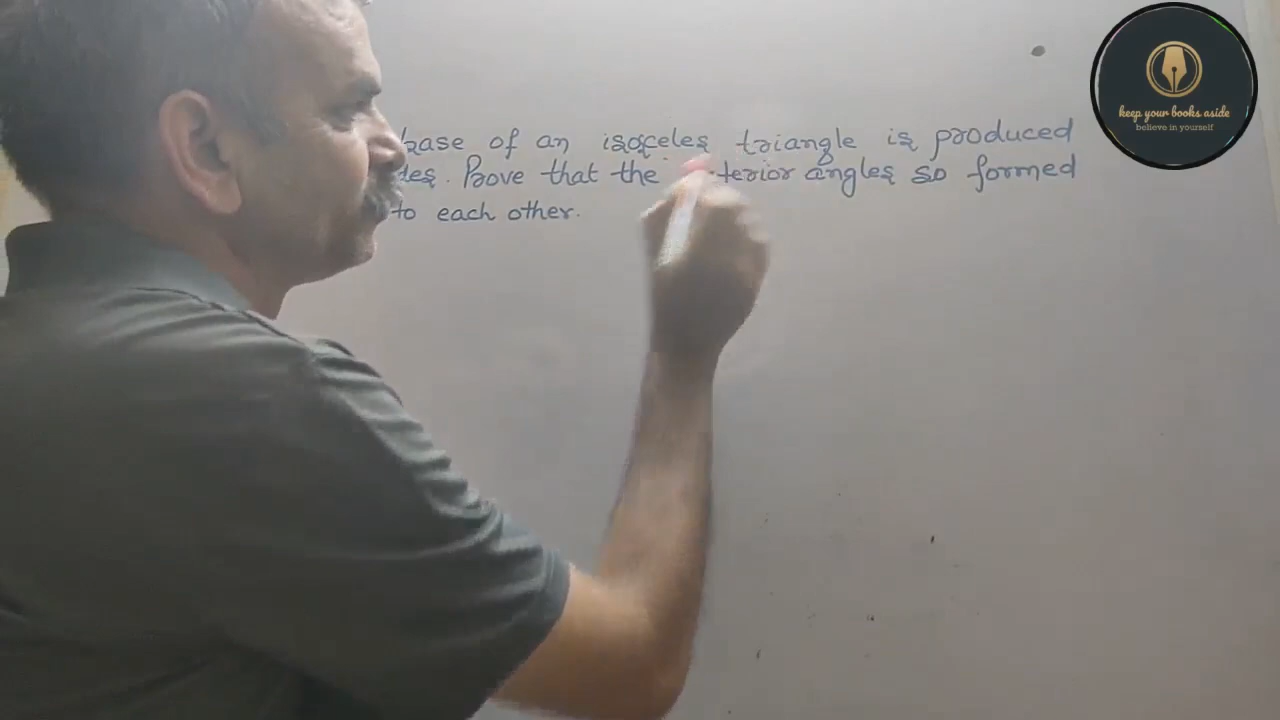 base of an isosceles triangle is produced
des. Prove that the terior angles so formed
to each other.
keep your books aside
believe in yourself